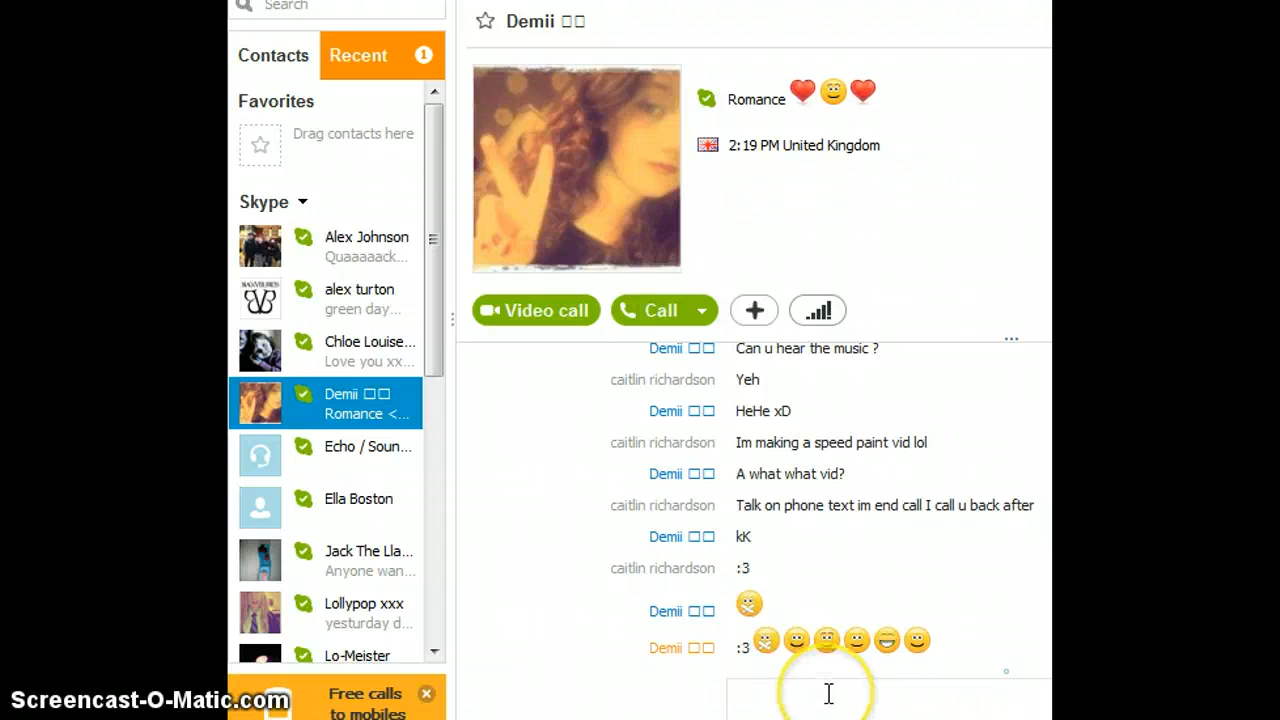 Search
Contacts
Recent 1
Favorites
Drag contacts here
Skype
Alex Johnson
Quaaaaack...
alex turton
green day...
Chloe Louise...
Love you xx...
Demii □□
Romance <...
Echo / Soun...
Ella Boston
Jack The Lla...
Anyone wan...
Lollypop xxx
yesturday d...
Lo-Meister
Free calls
to mobiles
Demii □□
Romance
2:19 PM United Kingdom
Video call
Call
Demii □□ Can u hear the music ?
caitlin richardson Yeh
Demii □□ HeHe xD
caitlin richardson Im making a speed paint vid lol
Demii □□ A what what vid?
caitlin richardson Talk on phone text im end call I call u back after
Demii □□ kK
caitlin richardson :3
Demii □□
Demii □□ :3
Screencast-O-Matic.com